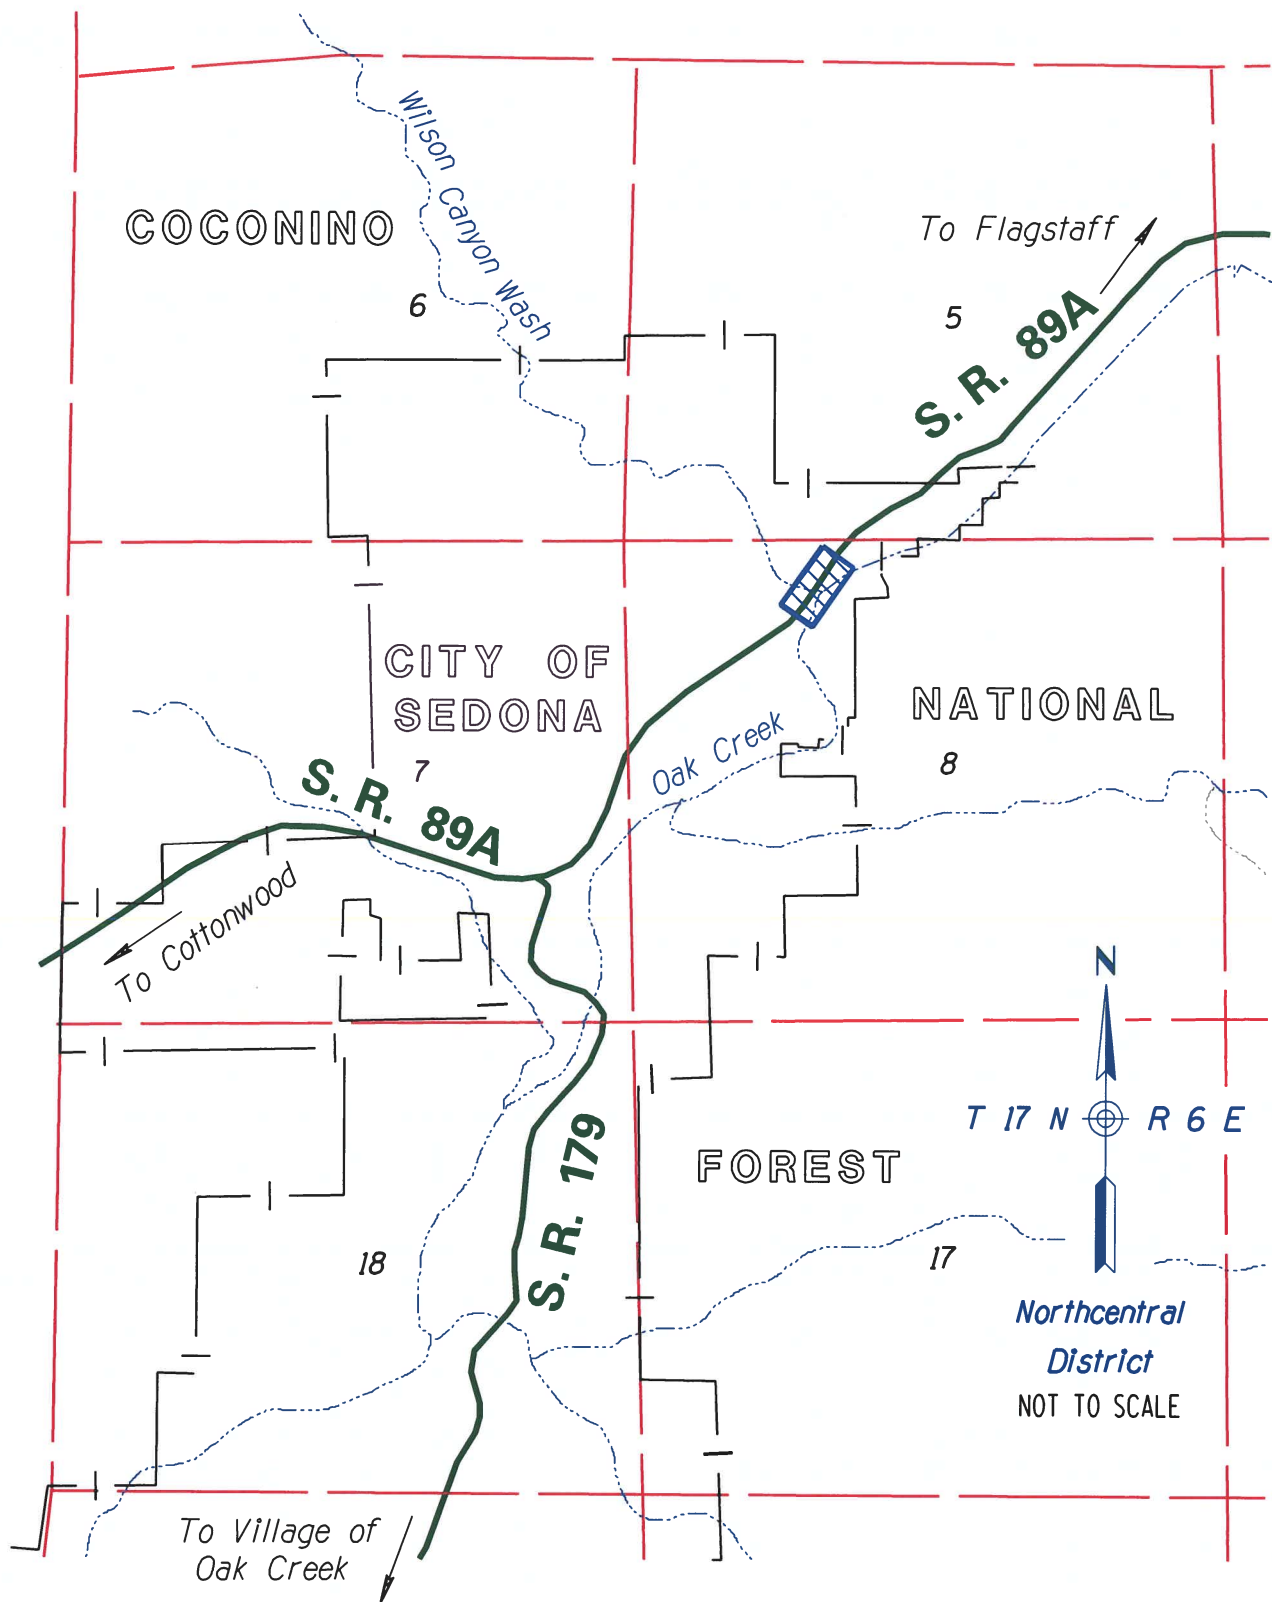 Wilson Canyon Wash
COCONINO
To Flagstaff
6
5
S. R. 89A
CITY OF
SEDONA
NATIONAL
Oak Creek
7
8
S. R. 89A
To Cottonwood
N
T 17 N R 6 E
FOREST
S. R. 179
18
17
Northcentral
District
NOT TO SCALE
To Village of
Oak Creek